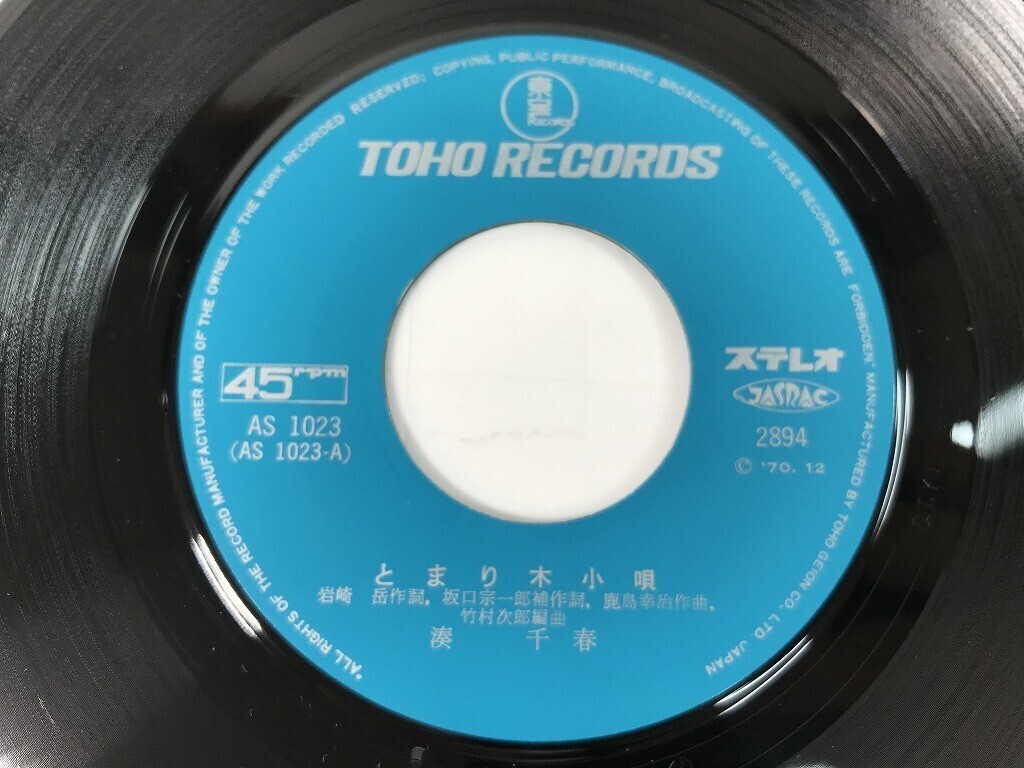 *ALL RIGHTS OF THE RECORD MANUFACTURER AND OF THE OWNER OF THE WORK RECORDED RESERVED; COPYING, PUBLIC PERFORMANCE, BROADCASTING OF THESE RECORDS ARE FORBIDDEN* MANUFACTURED BY TOHO GEION CO. LTD. JAPAN
東宝
Records
TOHO RECORDS
45rpm
AS 1023
(AS 1023-A)
ステレオ
JASRAC
2894
© '70. 12
とまり木小唄
岩崎 岳作詞, 坂口宗一郎補作詞, 鹿島幸治作曲,
竹村次郎編曲
湊 千春